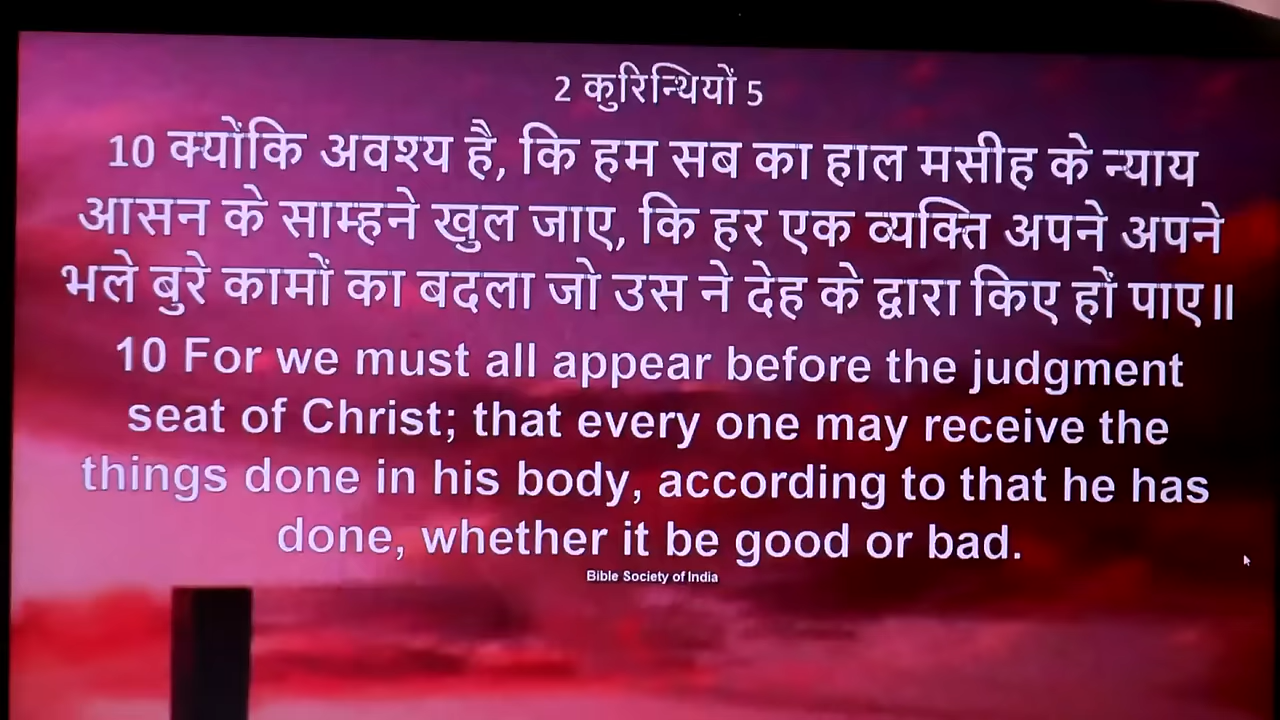 2 कुरिन्थियों 5
10 क्योंकि अवश्य है, कि हम सब का हाल मसीह के न्याय
आसन के साम्हने खुल जाए, कि हर एक व्यक्ति अपने अपने
भले बुरे कामों का बदला जो उस ने देह के द्वारा किए हों पाए॥
10 For we must all appear before the judgment
seat of Christ; that every one may receive the
things done in his body, according to that he has
done, whether it be good or bad.
Bible Society of India